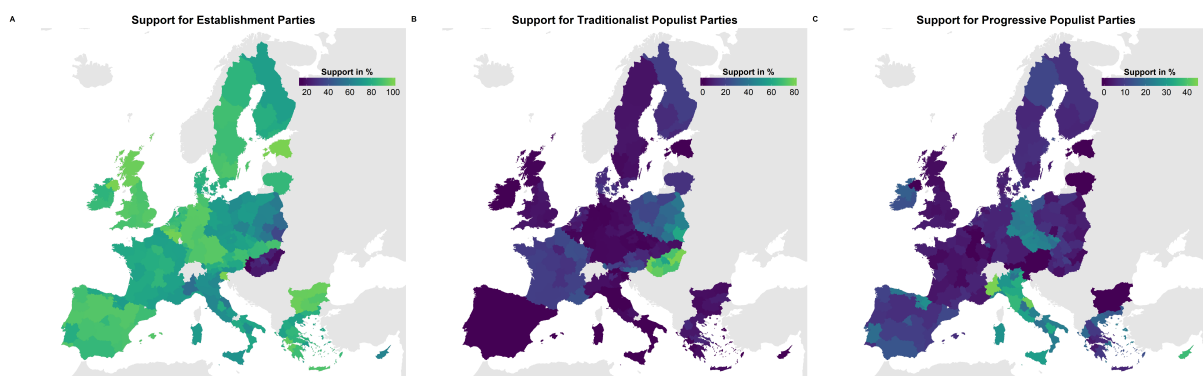 A
Support for Establishment Parties
Support in %
20 40 60 80 100
B
Support for Traditionalist Populist Parties
Support in %
0 20 40 60 80
C
Support for Progressive Populist Parties
Support in %
0 10 20 30 40